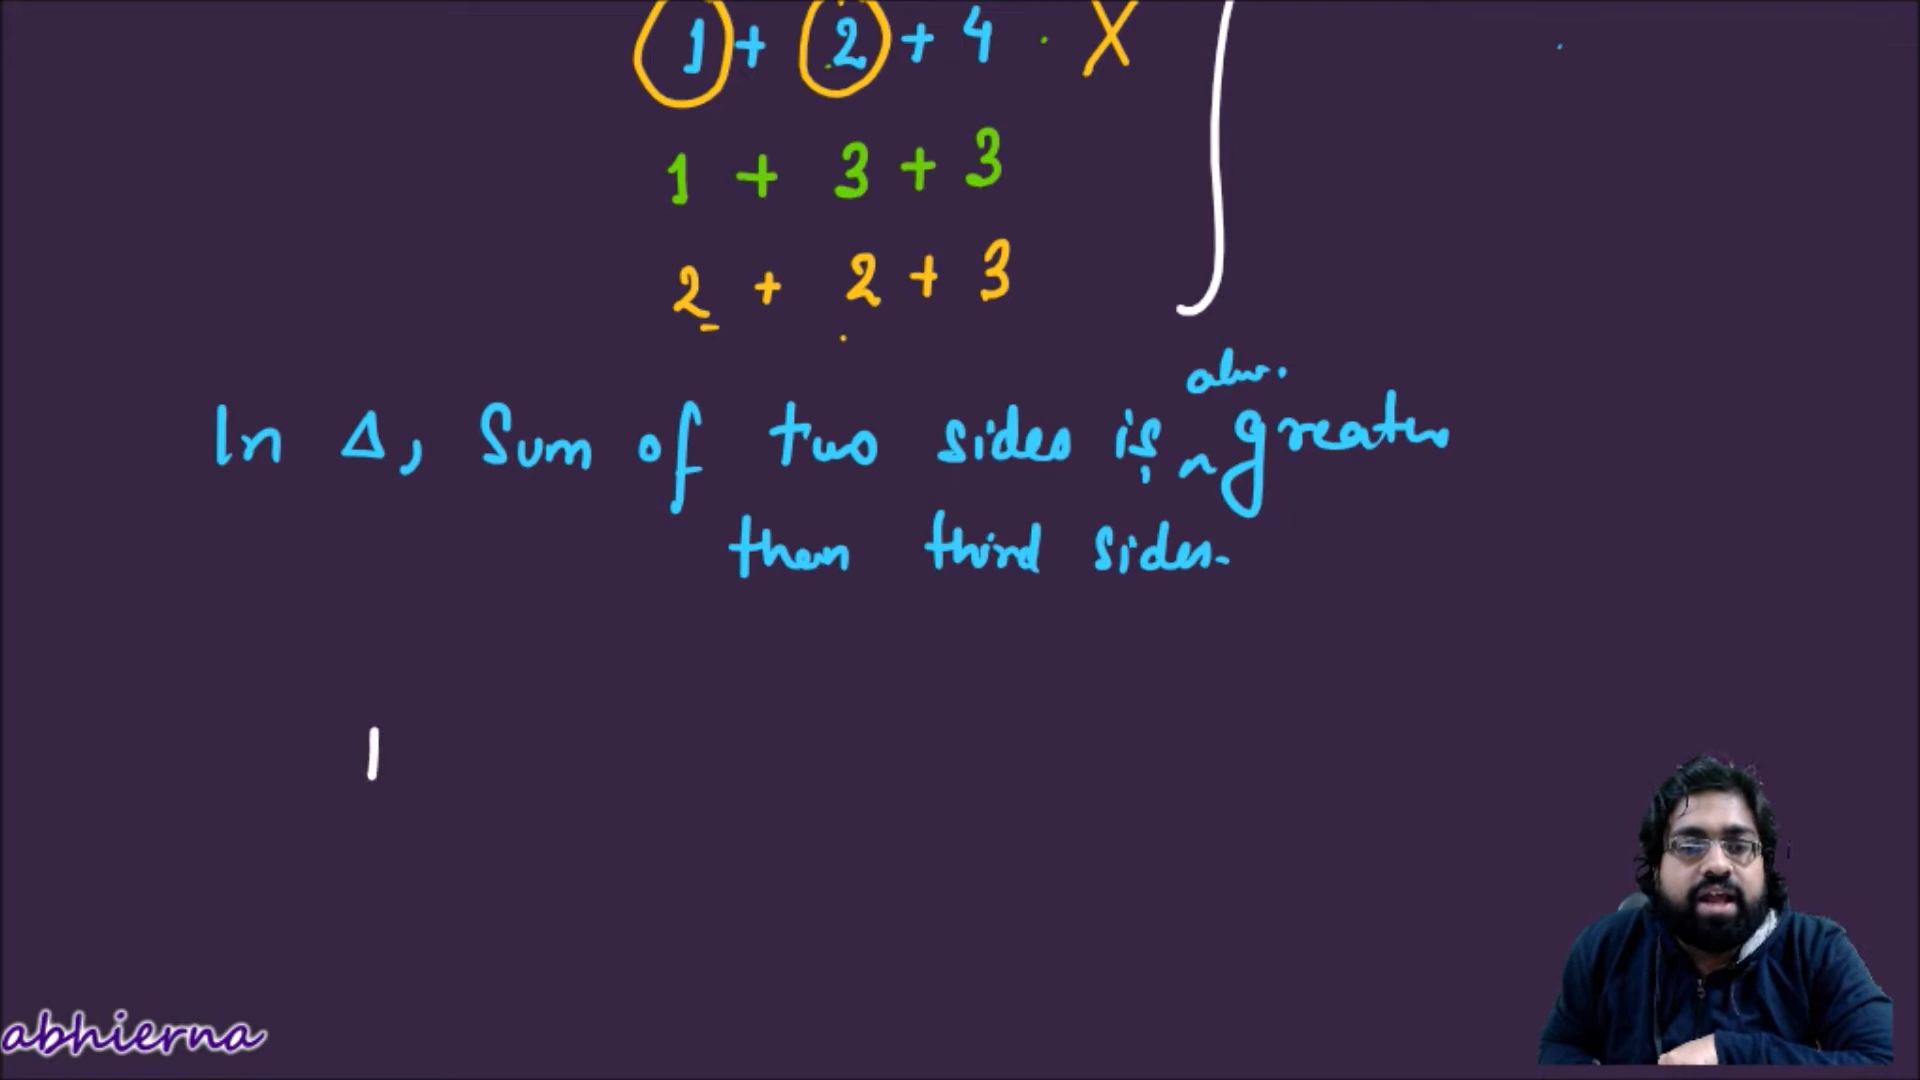 1 + 2 + 4 . X
1 + 3 + 3
2 + 2 + 3
alw.
In Δ, Sum of two sides is greater
than third sides.
1
abhierna